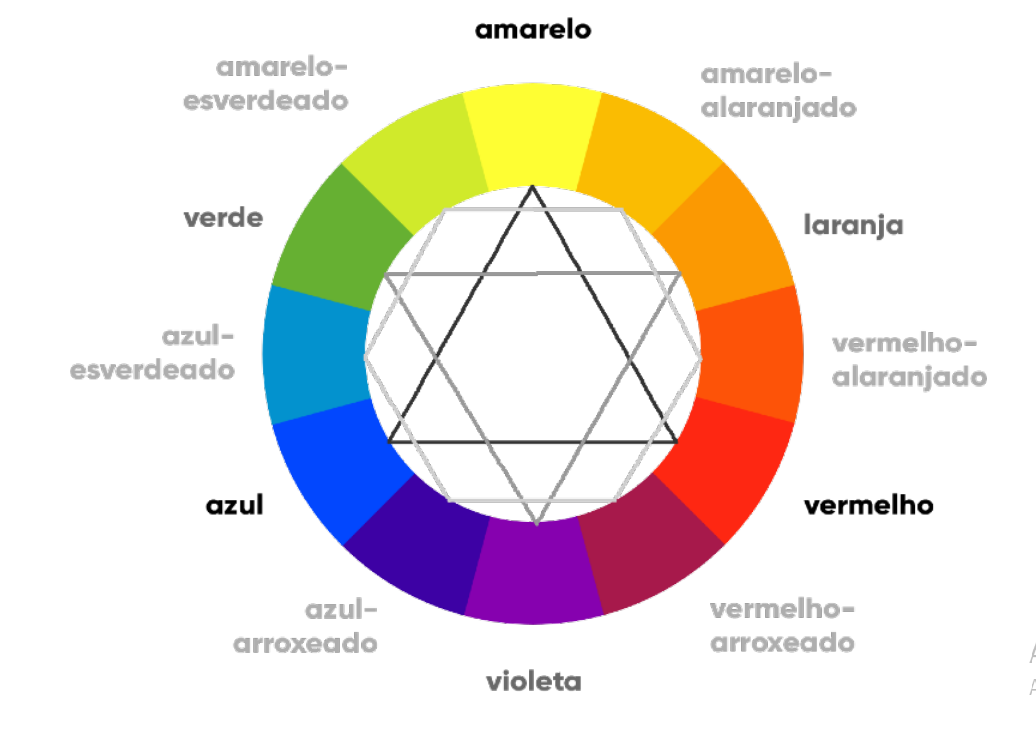 amarelo
amarelo-
esverdeado
amarelo-
alaranjado
verde
laranja
azul-
esverdeado
vermelho-
alaranjado
azul
vermelho
azul-
arroxeado
vermelho-
arroxeado
violeta